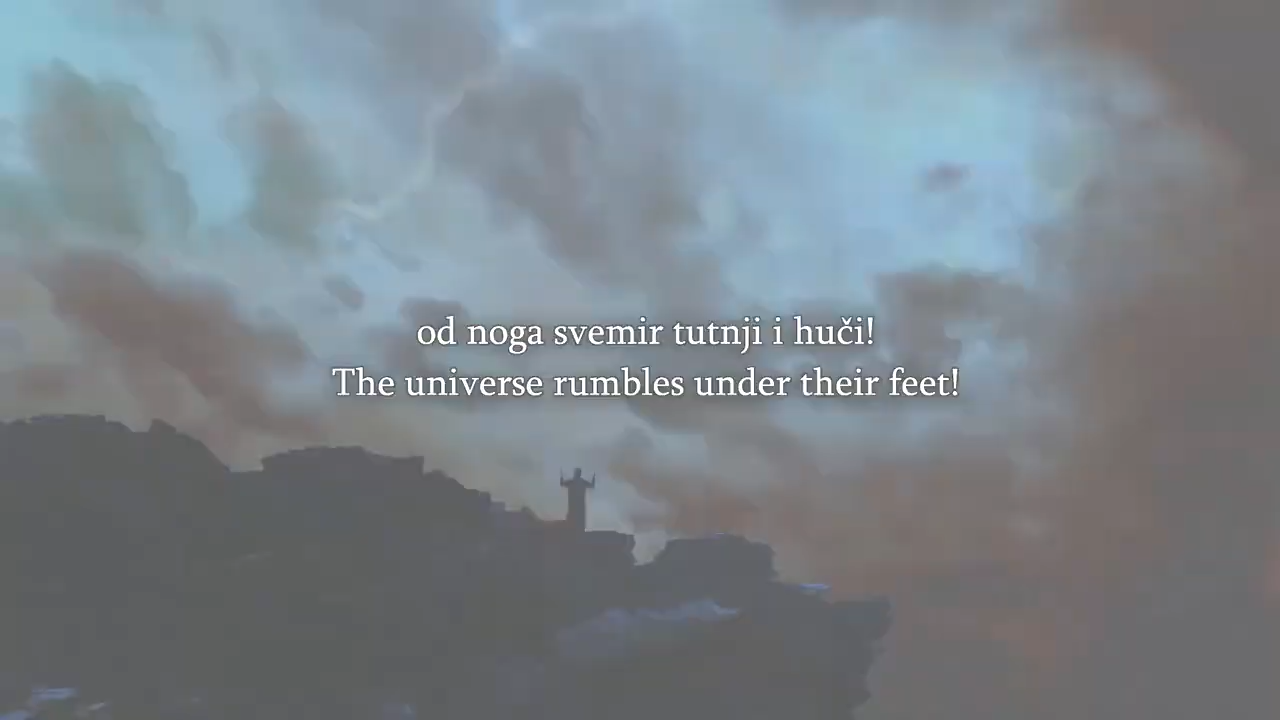 od noga svemir tutnji i huči!
The universe rumbles under their feet!